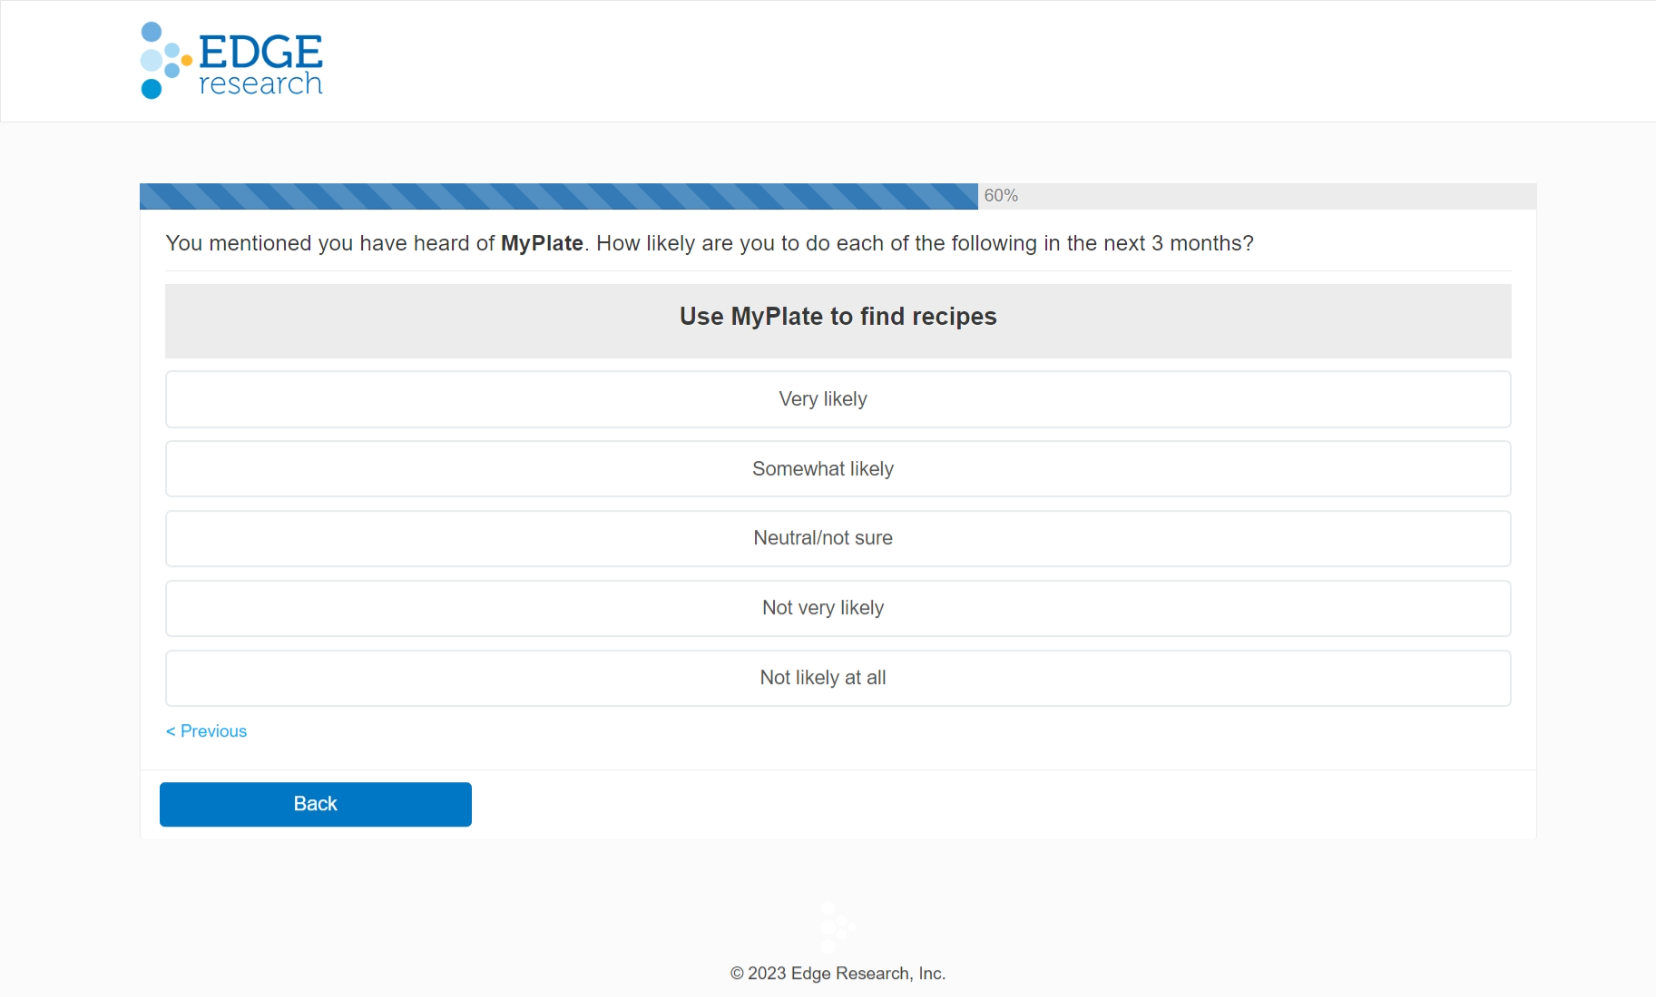 EDGE
research
60%
You mentioned you have heard of MyPlate. How likely are you to do each of the following in the next 3 months?
Use MyPlate to find recipes
Very likely
Somewhat likely
Neutral/not sure
Not very likely
Not likely at all
< Previous
Back
© 2023 Edge Research, Inc.